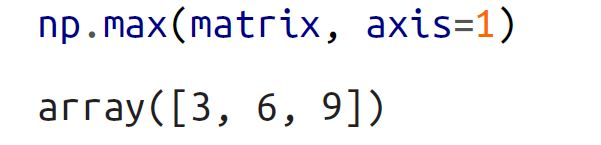 np.max(matrix, axis=1)
array([3, 6, 9])